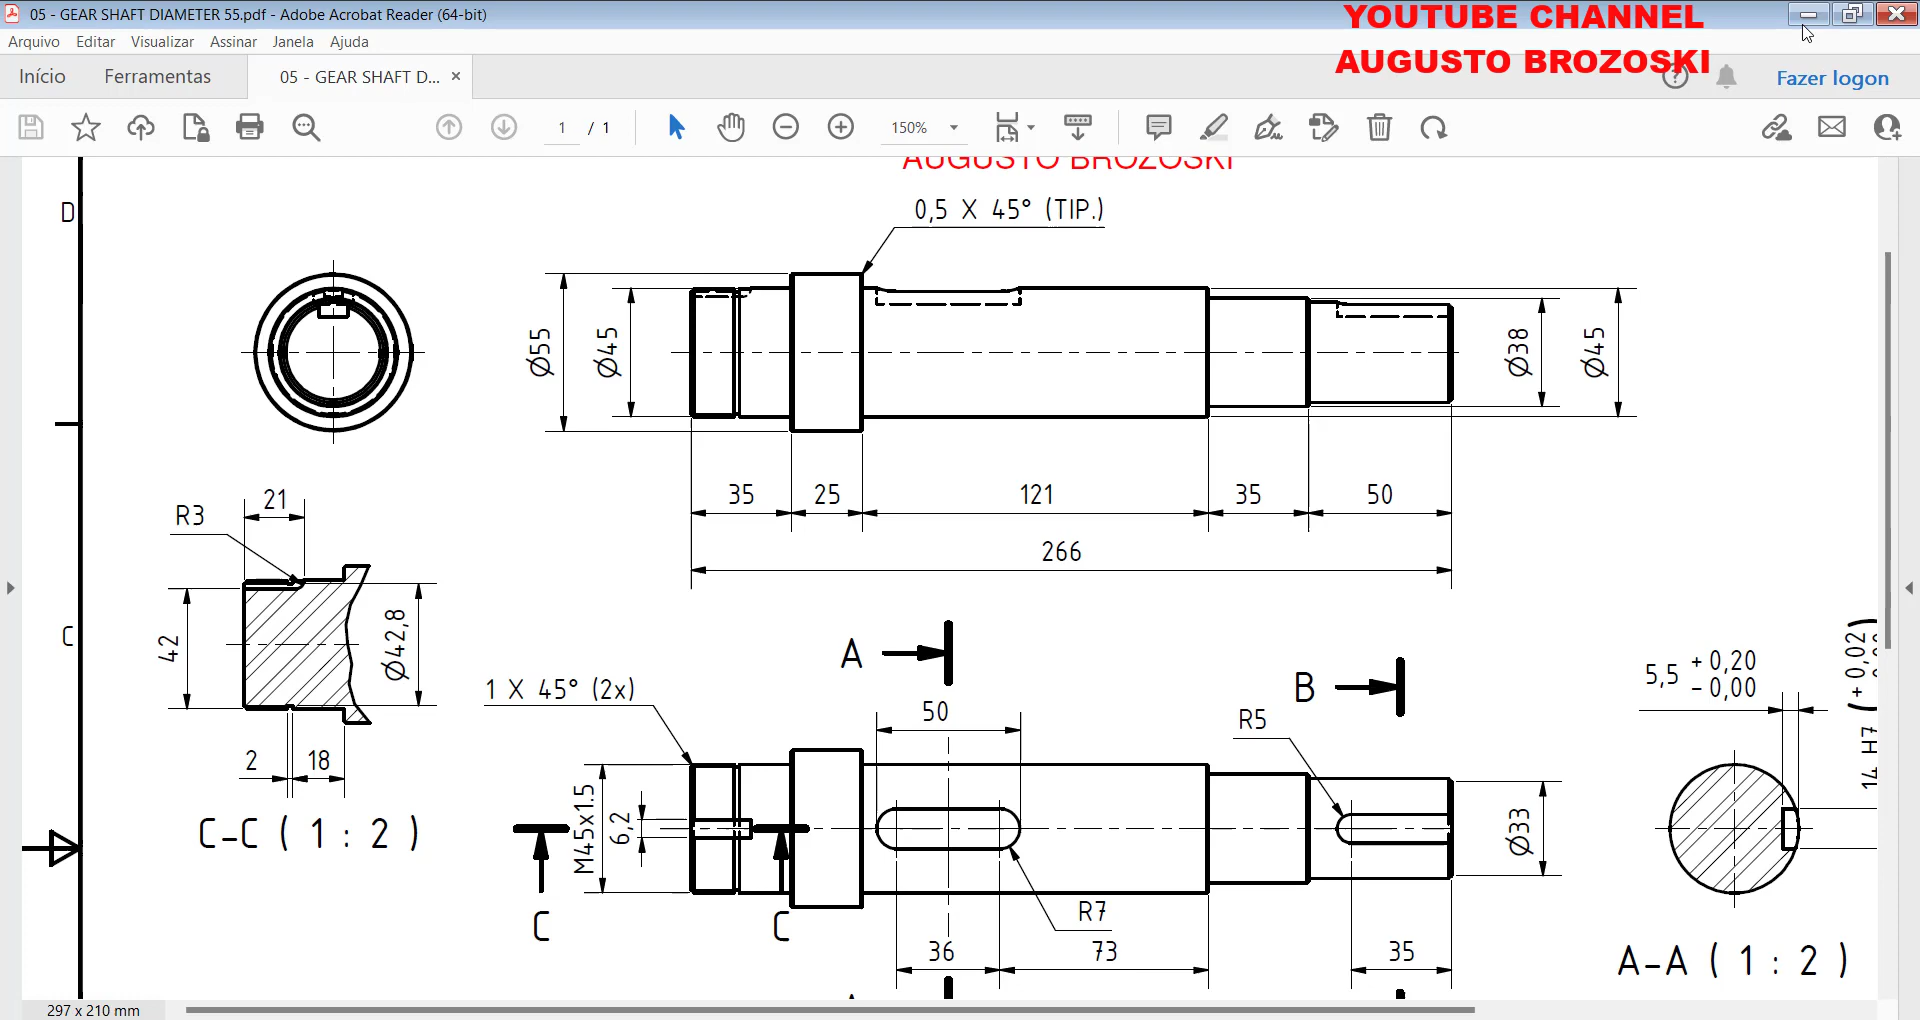 05 - GEAR SHAFT DIAMETER 55.pdf - Adobe Acrobat Reader (64-bit)
YOUTUBE CHANNEL
AUGUSTO BROZOSKI
Arquivo Editar Visualizar Assinar Janela Ajuda
Início Ferramentas 05 - GEAR SHAFT D... × Fazer logon
1 / 1 150%
AUGUSTO BROZOSKI
D
0,5 X 45° (TIP.)
Ø55 Ø45 Ø38 Ø45
35 25 121 35 50
266
21
R3
42 Ø42,8
2 18
C-C ( 1 : 2 )
C
A
B
1 X 45° (2x)
50
R5
M45x1.5
6,2
Ø33
C C
R7
36 73 35
5,5 + 0,20
- 0,00
14 H7 ( + 0,02 )
A-A ( 1 : 2 )
297 x 210 mm